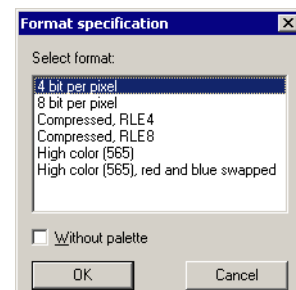 Format specification
Select format:
4 bit per pixel
8 bit per pixel
Compressed, RLE4
Compressed, RLE8
High color (565)
High color (565), red and blue swapped
Without palette
OK
Cancel